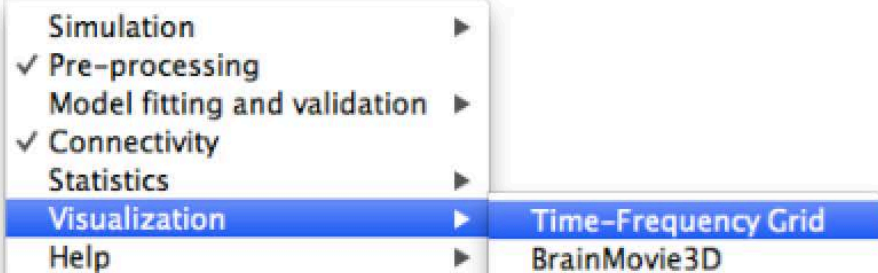 Simulation
✓ Pre-processing
Model fitting and validation
✓ Connectivity
Statistics
Visualization
Time-Frequency Grid
Help
BrainMovie3D